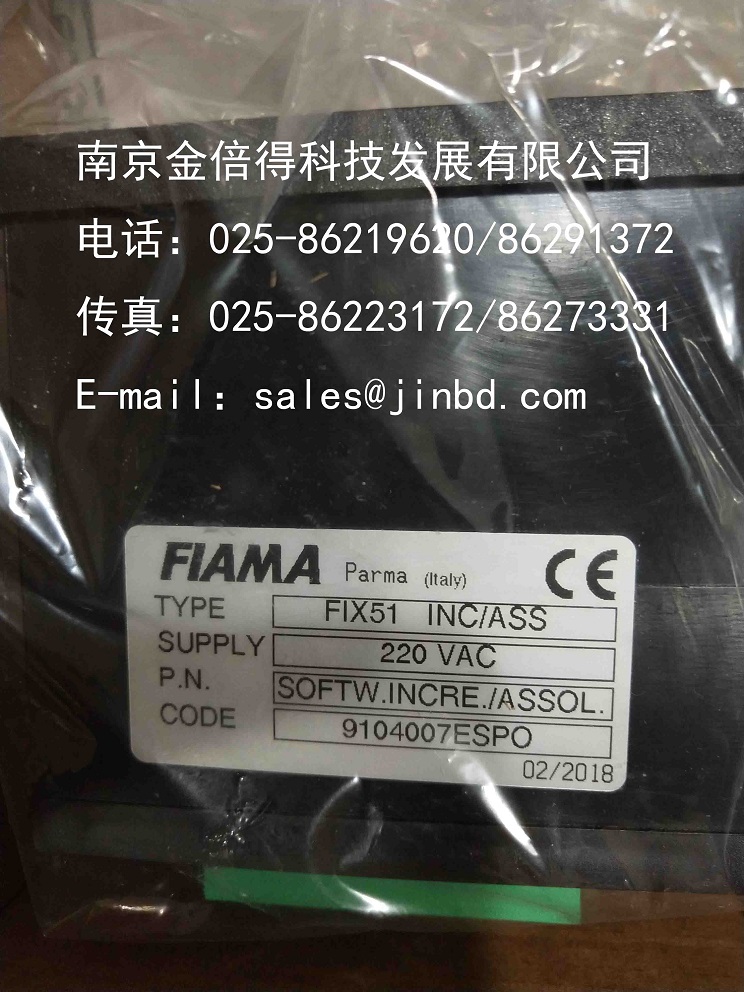 南京金倍得科技发展有限公司
电话：025-86219620/86291372
传真：025-86223172/86273331
E-mail：sales@jinbd.com
FIAMA Parma (Italy) CE
TYPE FIX51 INC/ASS
SUPPLY 220 VAC
P.N. SOFTW.INCRE./ASSOL.
CODE 9104007ESPO
02/2018